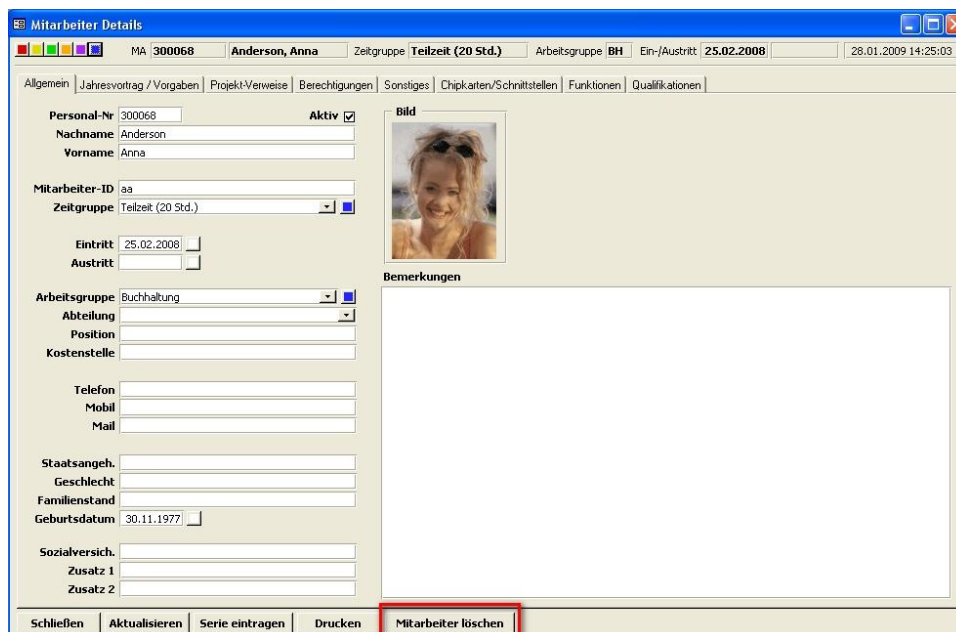 Mitarbeiter Details
MA 300068 Anderson, Anna Zeitgruppe Teilzeit (20 Std.) Arbeitsgruppe BH Ein-/Austritt 25.02.2008 28.01.2009 14:25:03
Allgemein Jahresvortrag / Vorgaben Projekt-Verweise Berechtigungen Sonstiges Chipkarten/Schnittstellen Funktionen Qualifikationen
Personal-Nr 300068 Aktiv Bild
Nachname Anderson
Vorname Anna
Mitarbeiter-ID aa
Zeitgruppe Teilzeit (20 Std.)
Eintritt 25.02.2008
Austritt
Bemerkungen
Arbeitsgruppe Buchhaltung
Abteilung
Position
Kostenstelle
Telefon
Mobil
Mail
Staatsangeh.
Geschlecht
Familienstand
Geburtsdatum 30.11.1977
Sozialversich.
Zusatz 1
Zusatz 2
Schließen Aktualisieren Serie eintragen Drucken Mitarbeiter löschen